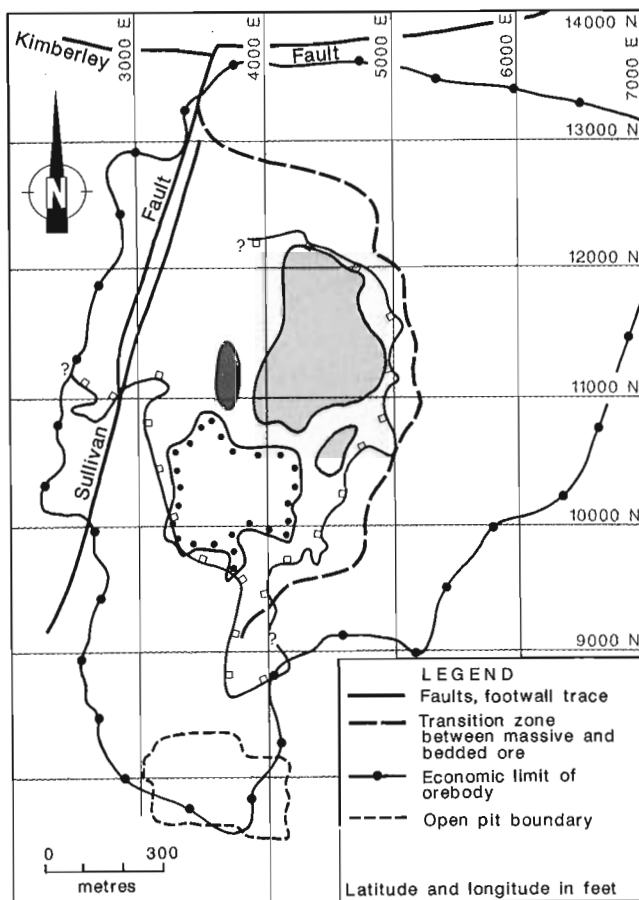 14000 N
Kimberley
Fault
3000 E
4000 E
5000 E
6000 E
7000 E
13000 N
N
Fault
?
12000 N
?
11000 N
Sullivan
10000 N
?
9000 N
LEGEND
Faults, footwall trace
Transition zone
between massive and
bedded ore
Economic limit of
orebody
Open pit boundary
0 300
metres
Latitude and longitude in feet